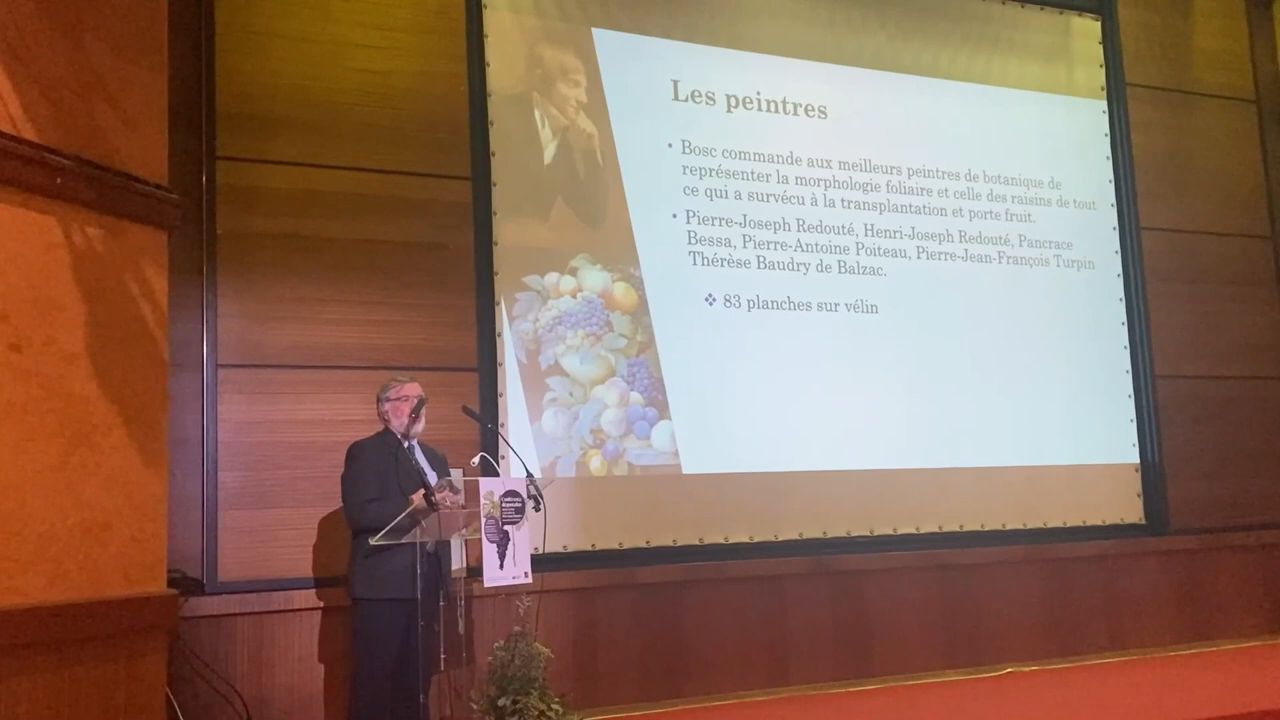 Les peintres
• Bosc commande aux meilleurs peintres de botanique de
représenter la morphologie foliaire et celle des raisins de tout
ce qui a survécu à la transplantation et porte fruit.
• Pierre-Joseph Redouté, Henri-Joseph Redouté, Pancrace
Bessa, Pierre-Antoine Poiteau, Pierre-Jean-François Turpin
Thérèse Baudry de Balzac.
❖ 83 planches sur vélin
Conférence
dégustation